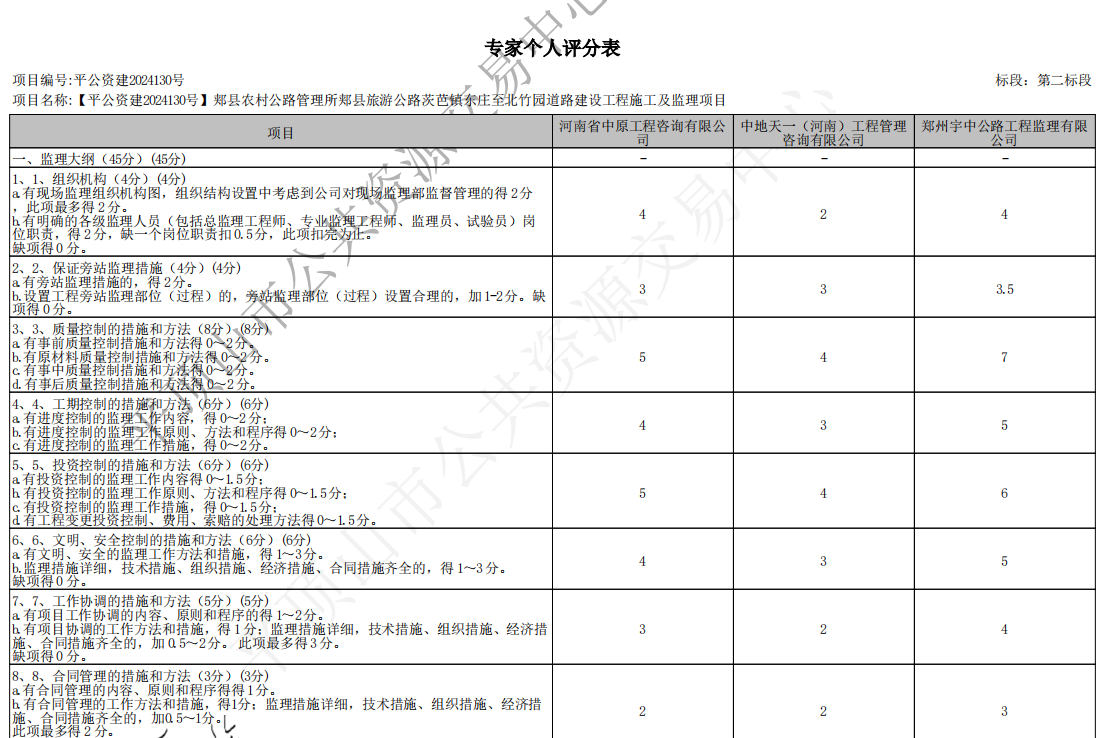 专家个人评分表
项目编号:平公资建2024130号
标段：第二标段
项目名称:【平公资建2024130号】郏县农村公路管理所郏县旅游公路茨芭镇东庄至北竹园道路建设工程施工及监理项目
项目
河南省中原工程咨询有限公
司
中地天一（河南）工程管理
咨询有限公司
郑州宇中公路工程监理有限
公司
一、监理大纲（45分）(45分)
－
－
－
1、1、组织机构（4分）(4分)
a.有现场监理组织机构图，组织结构设置中考虑到公司对现场监理部监督管理的得 2 分
，此项最多得 2 分。
b.有明确的各级监理人员（包括总监理工程师、专业监理工程师、监理员、试验员）岗
位职责，得 2 分，缺一个岗位职责扣 0.5 分，此项扣完为止。
缺项得 0 分。
4
2
4
2、2、保证旁站监理措施（4分）(4分)
a.有旁站监理措施的，得 2 分。
b.设置工程旁站监理部位（过程）的，旁站监理部位（过程）设置合理的，加 1-2 分。缺
项得 0 分。
3
3
3.5
3、3、质量控制的措施和方法（8分）(8分)
a.有事前质量控制措施和方法得 0～2 分。
b.有原材料质量控制措施和方法得 0～2 分。
c.有事中质量控制措施和方法得 0～2 分。
d.有事后质量控制措施和方法得 0～2 分。
5
4
7
4、4、工期控制的措施和方法（6分）(6分)
a.有进度控制的监理工作内容，得 0～2 分；
b.有进度控制的监理工作原则、方法和程序得 0～2 分；
c.有进度控制的监理工作措施，得 0～2 分。
4
3
5
5、5、投资控制的措施和方法（6分）(6分)
a.有投资控制的监理工作内容得 0～1.5 分；
b.有投资控制的监理工作原则、方法和程序得 0～1.5 分；
c.有投资控制的监理工作措施，得 0～1.5 分；
d.有工程变更投资控制、费用、索赔的处理方法得 0～1.5 分。
5
4
6
6、6、文明、安全控制的措施和方法（6分）(6分)
a.有文明、安全的监理工作方法和措施，得 1～3 分。
b.监理措施详细，技术措施、组织措施、经济措施、合同措施齐全的，得 1～3 分。
缺项得 0 分。
4
3
5
7、7、工作协调的措施和方法（5分）(5分)
a.有项目工作协调的内容、原则和程序的得 1～2 分。
b.有项目协调的工作方法和措施，得 1 分；监理措施详细，技术措施、组织措施、经济措
施、合同措施齐全的，加 0.5～2 分。 此项最多得 3 分。
缺项得 0 分。
3
2
4
8、8、合同管理的措施和方法（3分）(3分)
a.有合同管理的内容、原则和程序得得 1 分。
b.有合同管理的工作方法和措施，得1分；监理措施详细，技术措施、组织措施、经济措
施、合同措施齐全的，加0.5～1分。
此项最多得 2 分。
2
2
3
平顶山市公共资源交易中心
平顶山市公共资源交易中心